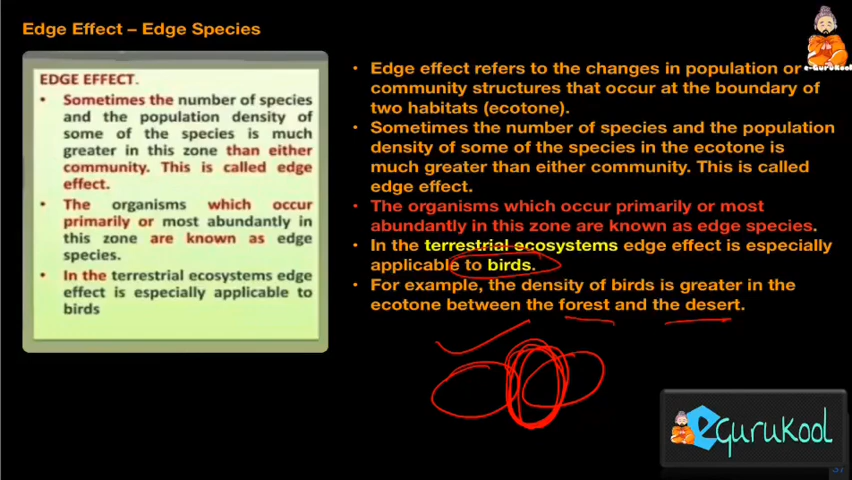 Edge Effect – Edge Species
EDGE EFFECT.
• Sometimes the number of species
and the population density of
some of the species is much
greater in this zone than either
community. This is called edge
effect.
• The organisms which occur
primarily or most abundantly in
this zone are known as edge
species.
• In the terrestrial ecosystems edge
effect is especially applicable to
birds
• Edge effect refers to the changes in population or
community structures that occur at the boundary of
two habitats (ecotone).
• Sometimes the number of species and the population
density of some of the species in the ecotone is
much greater than either community. This is called
edge effect.
• The organisms which occur primarily or most
abundantly in this zone are known as edge species.
• In the terrestrial ecosystems edge effect is especially
applicable to birds.
• For example, the density of birds is greater in the
ecotone between the forest and the desert.
e-GuruKool
eGuruKool
37